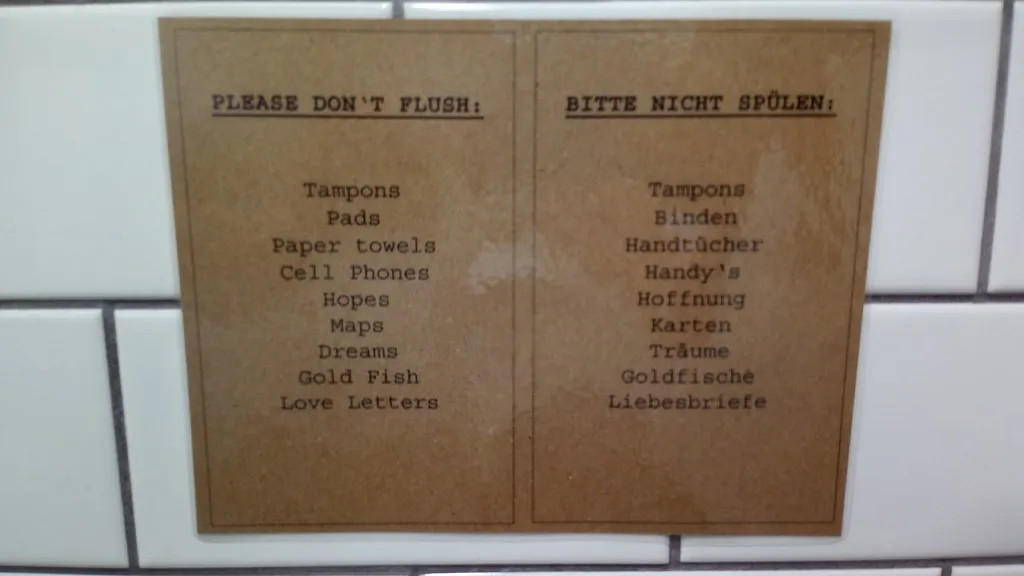 PLEASE DON'T FLUSH:
Tampons
Pads
Paper towels
Cell Phones
Hopes
Maps
Dreams
Gold Fish
Love Letters
BITTE NICHT SPÜLEN:
Tampons
Binden
Handtücher
Handy's
Hoffnung
Karten
Träume
Goldfische
Liebesbriefe